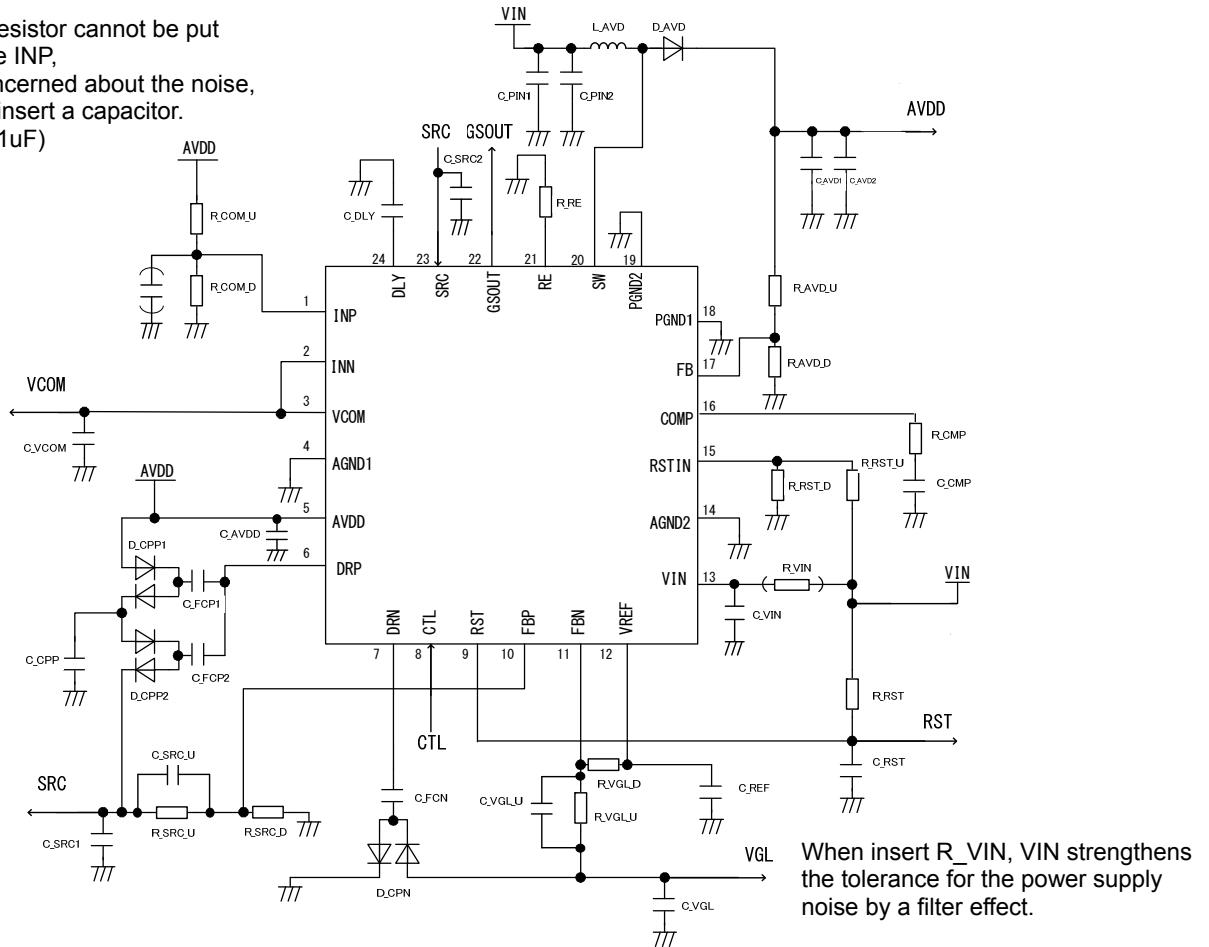 esistor cannot be put
e INP,
ncerned about the noise,
insert a capacitor.
1uF)
VIN
L_AVD
D_AVD
C_PIN1
C_PIN2
AVDD
SRC
GSOUT
C_SRC2
AVDD
C_DLY
R_RE
C_AVD1
C_AVD2
R_COM_U
R_COM_D
24
23
22
21
20
19
DLY
SRC
GSOUT
RE
SW
PGND2
R_AVD_U
R_AVD_D
1
INP
PGND1
18
2
INN
FB
17
VCOM
3
VCOM
COMP
16
C_VCOM
R_CMP
C_CMP
4
AGND1
RSTIN
15
R_RST_U
R_RST_D
AVDD
5
AVDD
C_AVDD
AGND2
14
D_CPP1
6
DRP
C_FCP1
VIN
13
R_VIN
VIN
C_VIN
DRN
CTL
RST
FBP
FBN
VREF
7
8
9
10
11
12
C_CPP
D_CPP2
C_FCP2
R_RST
CTL
RST
C_RST
SRC
C_SRC_U
R_SRC_U
R_SRC_D
C_SRC1
C_FCN
D_CPN
C_VGL_U
R_VGL_D
R_VGL_U
C_REF
VGL
C_VGL
When insert R_VIN, VIN strengthens
the tolerance for the power supply
noise by a filter effect.